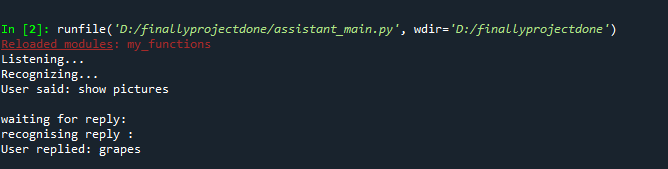 In [2]: runfile('D:/finallyprojectdone/assistant_main.py', wdir='D:/finallyprojectdone')
Reloaded modules: my_functions
Listening...
Recognizing...
User said: show pictures
waiting for reply:
recognising reply :
User replied: grapes